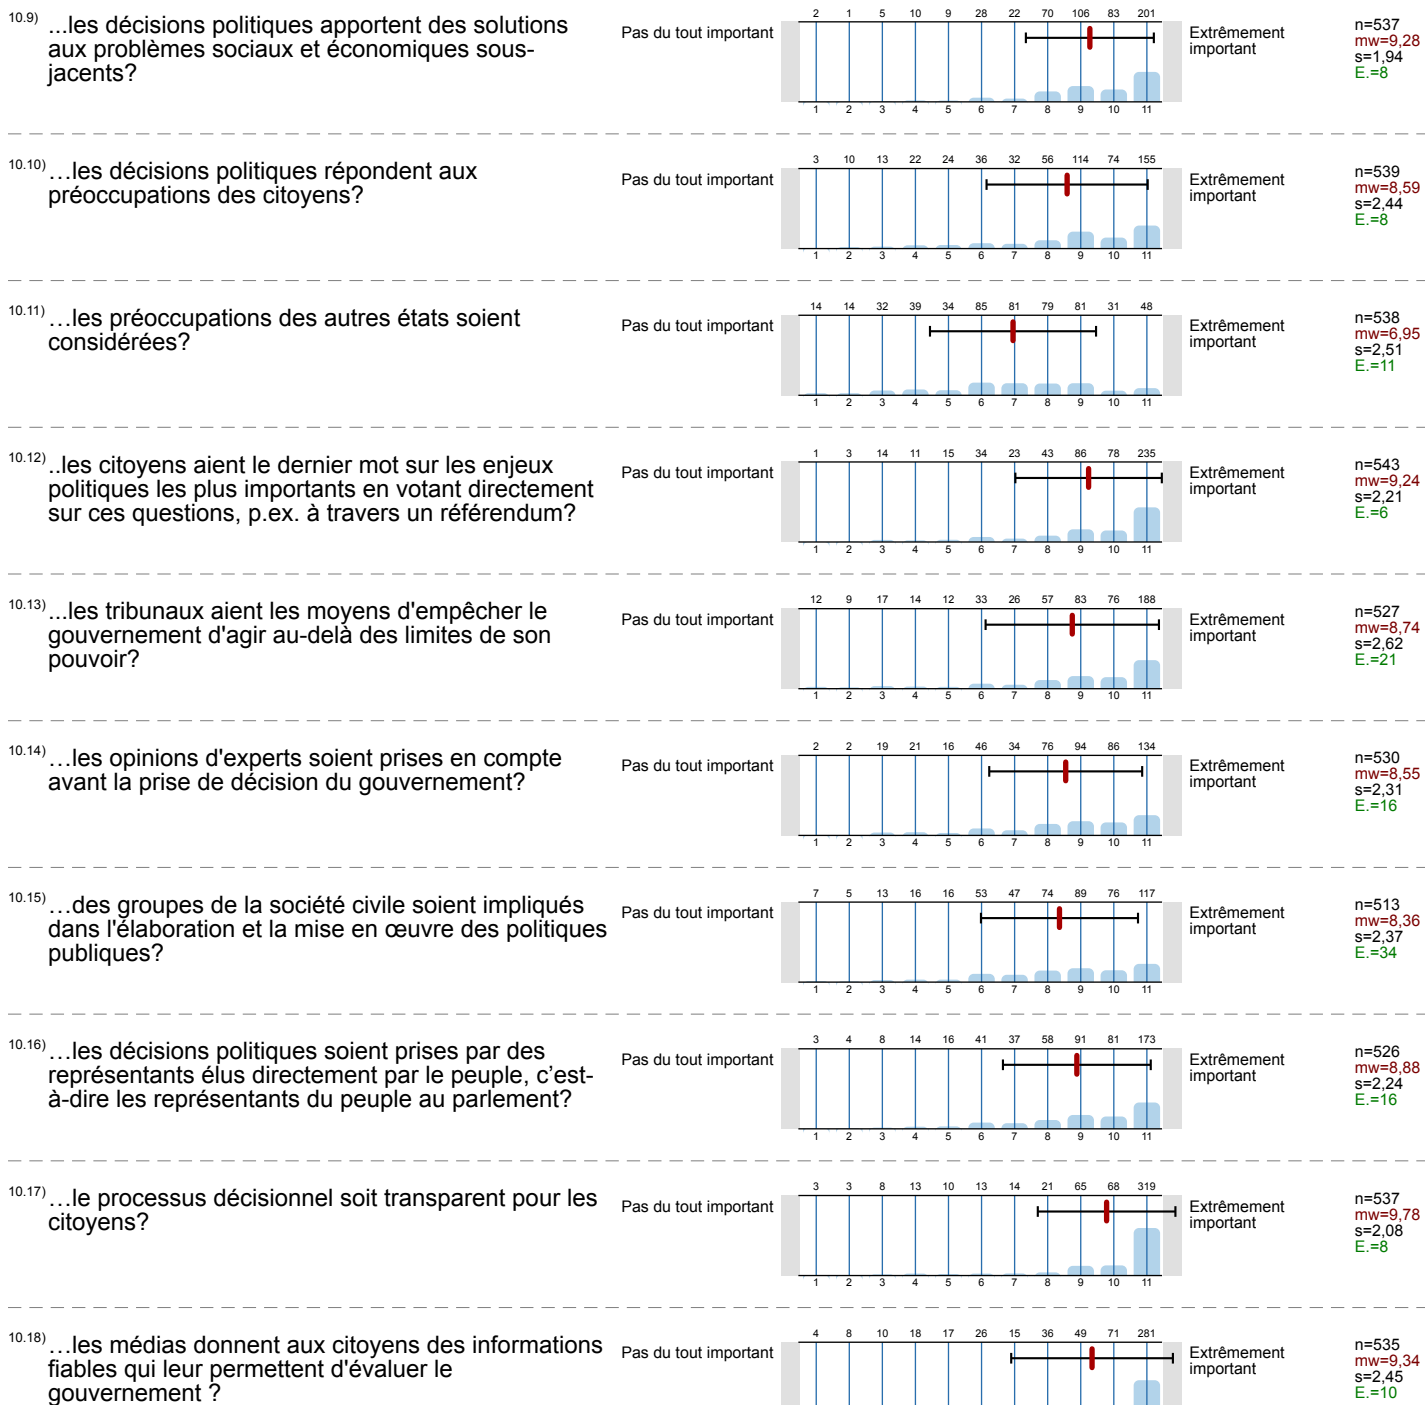 10.9) ...les décisions politiques apportent des solutions
aux problèmes sociaux et économiques sous-
jacents?
Pas du tout important
2 1 5 10 9 28 22 70 106 83 201
1 2 3 4 5 6 7 8 9 10 11
Extrêmement
important
n=537
mw=9,28
s=1,94
E.=8
10.10) …les décisions politiques répondent aux
préoccupations des citoyens?
Pas du tout important
3 10 13 22 24 36 32 56 114 74 155
1 2 3 4 5 6 7 8 9 10 11
Extrêmement
important
n=539
mw=8,59
s=2,44
E.=8
10.11) …les préoccupations des autres états soient
considérées?
Pas du tout important
14 14 32 39 34 85 81 79 81 31 48
1 2 3 4 5 6 7 8 9 10 11
Extrêmement
important
n=538
mw=6,95
s=2,51
E.=11
10.12) ..les citoyens aient le dernier mot sur les enjeux
politiques les plus importants en votant directement
sur ces questions, p.ex. à travers un référendum?
Pas du tout important
1 3 14 11 15 34 23 43 86 78 235
1 2 3 4 5 6 7 8 9 10 11
Extrêmement
important
n=543
mw=9,24
s=2,21
E.=6
10.13) ...les tribunaux aient les moyens d'empêcher le
gouvernement d'agir au-delà des limites de son
pouvoir?
Pas du tout important
12 9 17 14 12 33 26 57 83 76 188
1 2 3 4 5 6 7 8 9 10 11
Extrêmement
important
n=527
mw=8,74
s=2,62
E.=21
10.14) …les opinions d'experts soient prises en compte
avant la prise de décision du gouvernement?
Pas du tout important
2 2 19 21 16 46 34 76 94 86 134
1 2 3 4 5 6 7 8 9 10 11
Extrêmement
important
n=530
mw=8,55
s=2,31
E.=16
10.15) …des groupes de la société civile soient impliqués
dans l'élaboration et la mise en œuvre des politiques
publiques?
Pas du tout important
7 5 13 16 16 53 47 74 89 76 117
1 2 3 4 5 6 7 8 9 10 11
Extrêmement
important
n=513
mw=8,36
s=2,37
E.=34
10.16) …les décisions politiques soient prises par des
représentants élus directement par le peuple, c’est-
à-dire les représentants du peuple au parlement?
Pas du tout important
3 4 8 14 16 41 37 58 91 81 173
1 2 3 4 5 6 7 8 9 10 11
Extrêmement
important
n=526
mw=8,88
s=2,24
E.=16
10.17) …le processus décisionnel soit transparent pour les
citoyens?
Pas du tout important
3 3 8 13 10 13 14 21 65 68 319
1 2 3 4 5 6 7 8 9 10 11
Extrêmement
important
n=537
mw=9,78
s=2,08
E.=8
10.18) …les médias donnent aux citoyens des informations
fiables qui leur permettent d'évaluer le
gouvernement ?
Pas du tout important
4 8 10 18 17 26 15 36 49 71 281
Extrêmement
important
n=535
mw=9,34
s=2,45
E.=10